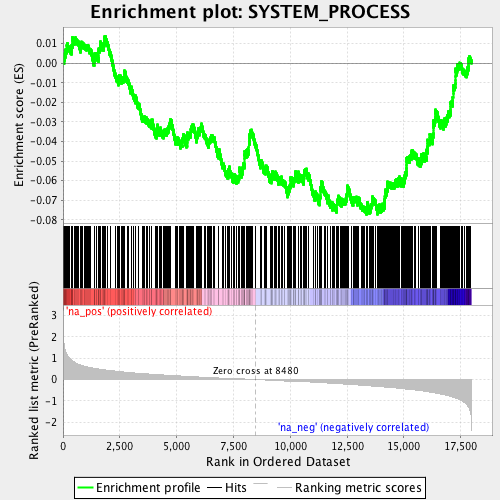 Enrichment plot: SYSTEM_PROCESS
Enrichment score (ES)
0.01
0.00
-0.01
-0.02
-0.03
-0.04
-0.05
-0.06
-0.07
-0.08
'na_pos' (positively correlated)
Ranked list metric (PreRanked)
3
2
1
0
-1
-2
Zero cross at 8480
'na_neg' (negatively correlated)
0
2,500
5,000
7,500
10,000
12,500
15,000
17,500
Rank in Ordered Dataset
Enrichment profile
Hits
Ranking metric scores